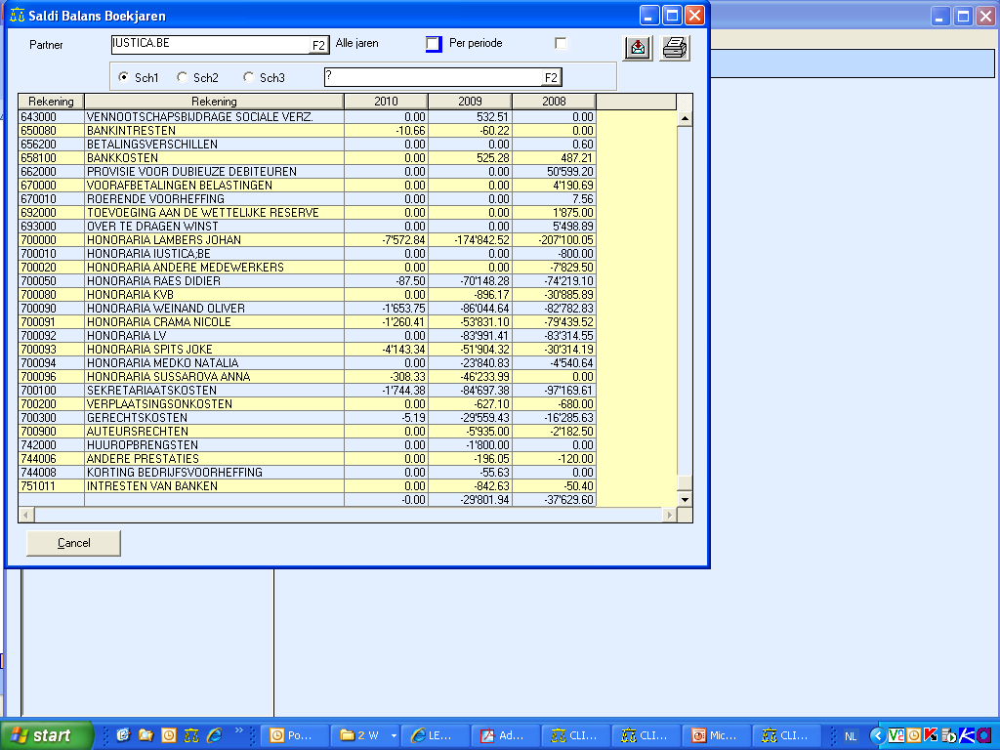 Saldi Balans Boekjaren
Partner IUSTICA.BE F2 Alle jaren Per periode
Sch1 Sch2 Sch3 ? F2
Rekening Rekening 2010 2009 2008
643000 VENNOOTSCHAPSBIJDRAGE SOCIALE VERZ. 0.00 532.51 0.00
650080 BANKINTRESTEN -10.66 -60.22 0.00
656200 BETALINGSVERSCHILLEN 0.00 0.00 0.60
658100 BANKKOSTEN 0.00 525.28 487.21
662000 PROVISIE VOOR DUBIEUZE DEBITEUREN 0.00 0.00 50'599.20
670000 VOORAFBETALINGEN BELASTINGEN 0.00 0.00 4'190.69
670010 ROERENDE VOORHEFFING 0.00 0.00 7.56
692000 TOEVOEGING AAN DE WETTELIJKE RESERVE 0.00 0.00 1'875.00
693000 OVER TE DRAGEN WINST 0.00 0.00 5'498.89
700000 HONORARIA LAMBERS JOHAN -7'572.84 -174'842.52 -207'100.05
700010 HONORARIA IUSTICA;BE 0.00 0.00 -800.00
700020 HONORARIA ANDERE MEDEWERKERS 0.00 0.00 -7'829.50
700050 HONORARIA RAES DIDIER -87.50 -70'148.28 -74'219.10
700080 HONORARIA KVB 0.00 -896.17 -30'885.89
700090 HONORARIA WEINAND OLIVER -1'653.75 -86'044.64 -82'782.83
700091 HONORARIA CRAMA NICOLE -1'260.41 -53'831.10 -79'439.52
700092 HONORARIA LV 0.00 -83'991.41 -83'314.55
700093 HONORARIA SPITS JOKE -4'143.34 -51'904.32 -30'314.19
700094 HONORARIA MEDKO NATALIA 0.00 -23'840.83 -4'540.64
700096 HONORARIA SUSSAROVA ANNA -308.33 -46'233.99 0.00
700100 SEKRETARIAATSKOSTEN -1'744.38 -84'697.38 -97'169.61
700200 VERPLAATSINGSONKOSTEN 0.00 -627.10 -680.00
700300 GERECHTSKOSTEN -5.19 -29'559.43 -16'285.63
700900 AUTEURSRECHTEN 0.00 -5'935.00 -2'182.50
742000 HUUROPBRENGSTEN 0.00 -1'800.00 0.00
744006 ANDERE PRESTATIES 0.00 -196.05 -120.00
744008 KORTING BEDRIJFSVOORHEFFING 0.00 -55.63 0.00
751011 INTRESTEN VAN BANKEN 0.00 -842.63 -50.40
-0.00 -29'801.94 -37'629.60
Cancel
start Po... 2 W LE... Ad... CLI... CLI... Mic... CLI... NL